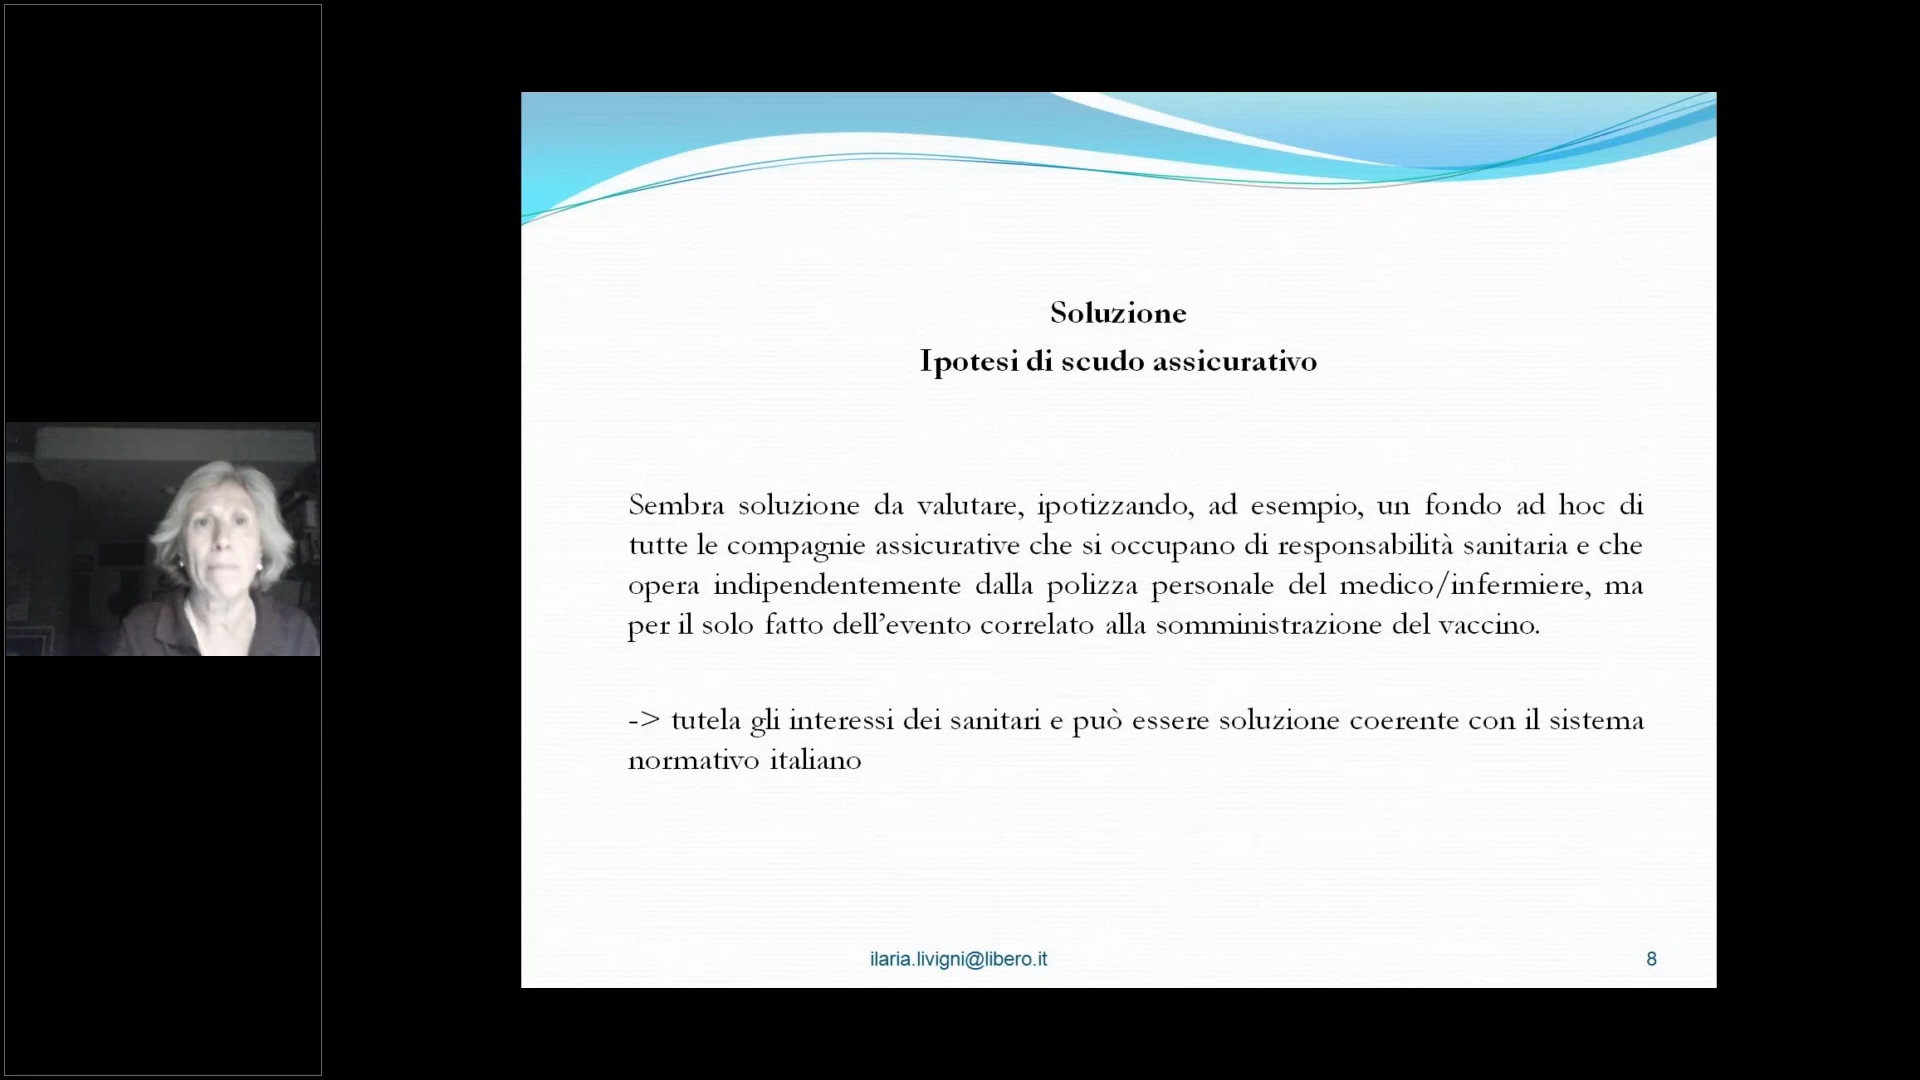 Soluzione
Ipotesi di scudo assicurativo
Sembra soluzione da valutare, ipotizzando, ad esempio, un fondo ad hoc di
tutte le compagnie assicurative che si occupano di responsabilità sanitaria e che
opera indipendentemente dalla polizza personale del medico/infermiere, ma
per il solo fatto dell’evento correlato alla somministrazione del vaccino.
-> tutela gli interessi dei sanitari e può essere soluzione coerente con il sistema
normativo italiano
ilaria.livigni@libero.it
8